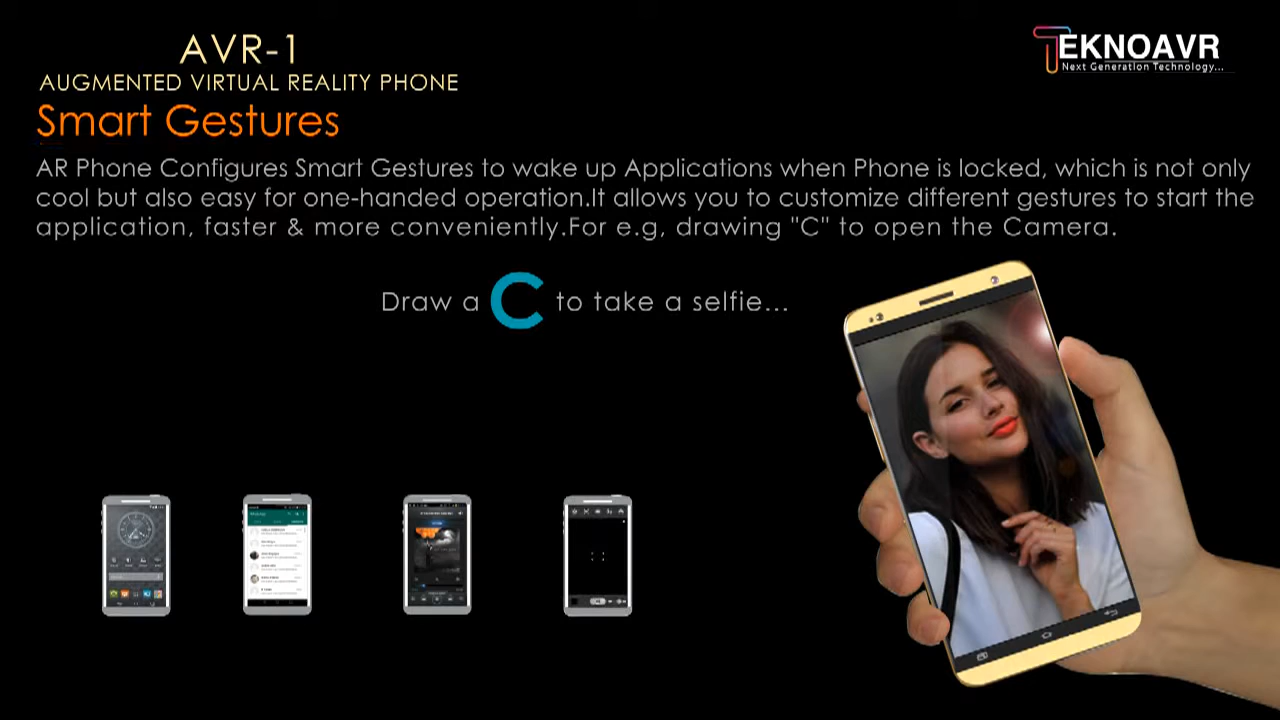 AVR-1
AUGMENTED VIRTUAL REALITY PHONE
TEKNOAVR
Next Generation Technology...
Smart Gestures
AR Phone Configures Smart Gestures to wake up Applications when Phone is locked, which is not only
cool but also easy for one-handed operation.It allows you to customize different gestures to start the
application, faster & more conveniently.For e.g, drawing "C" to open the Camera.
Draw a C to take a selfie...